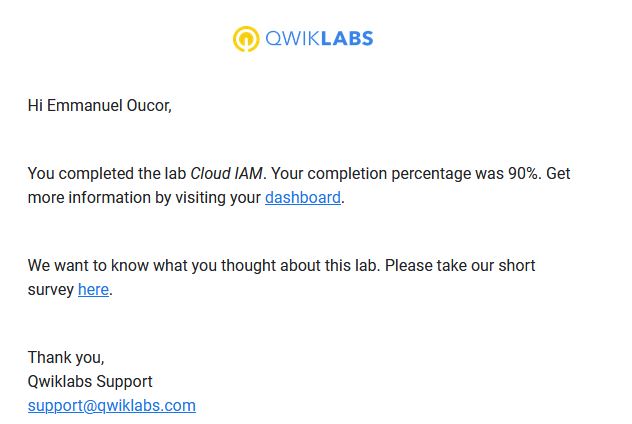 QWIKLABS
Hi Emmanuel Oucor,
You completed the lab Cloud IAM. Your completion percentage was 90%. Get
more information by visiting your dashboard.
We want to know what you thought about this lab. Please take our short
survey here.
Thank you,
Qwiklabs Support
support@qwiklabs.com